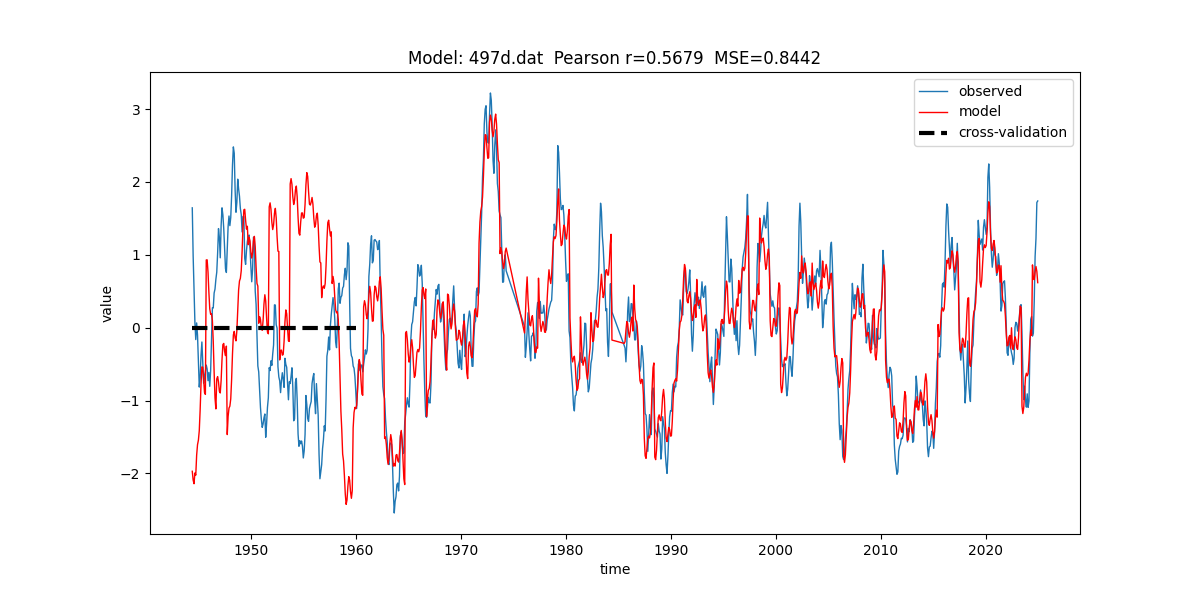 Model: 497d.dat  Pearson r=0.5679  MSE=0.8442
observed
model
cross-validation
value
3
2
1
0
−1
−2
1950 1960 1970 1980 1990 2000 2010 2020
time